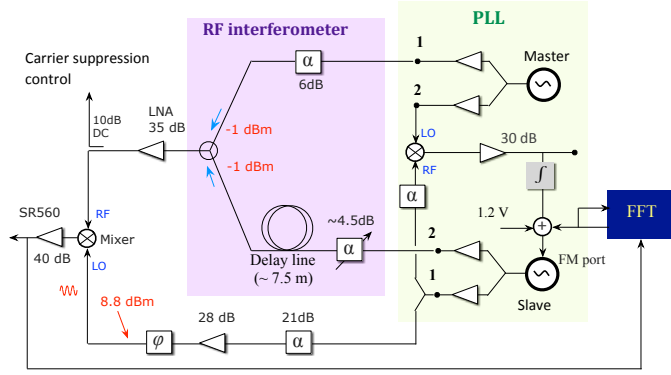 PLL
RF interferometer
Carrier suppression
control
α
6dB
1
Master
2
LNA
35 dB
10dB
DC
-1 dBm
-1 dBm
LO
RF
30 dB
α
∫
SR560
40 dB
RF
Mixer
LO
Delay line
(~ 7.5 m)
~4.5dB
α
2
1
1.2 V
+
FFT
FM port
Slave
8.8 dBm
φ
28 dB
21dB
α